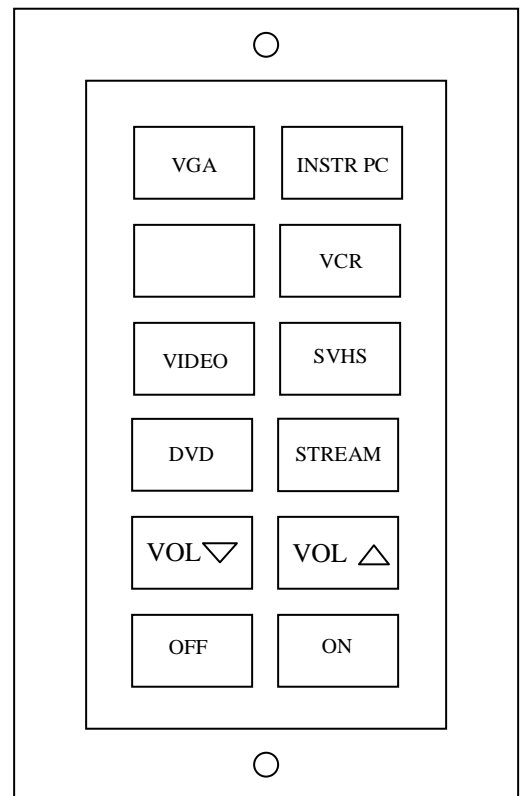 VGA INSTR PC
VCR
VIDEO SVHS
DVD STREAM
VOL VOL
OFF ON